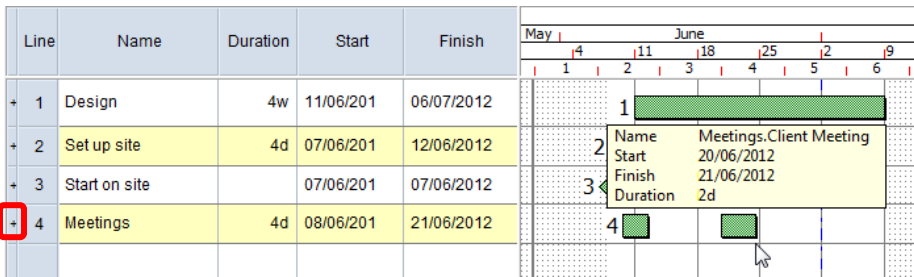 Line Name Duration Start Finish
May June
4 11 18 25 2 9
1 2 3 4 5 6
+ 1 Design 4w 11/06/201 06/07/2012
1
+ 2 Set up site 4d 07/06/201 12/06/2012
2
+ 3 Start on site 07/06/201 07/06/2012
3
+ 4 Meetings 4d 08/06/201 21/06/2012
4
Name Meetings.Client Meeting
Start 20/06/2012
Finish 21/06/2012
Duration 2d